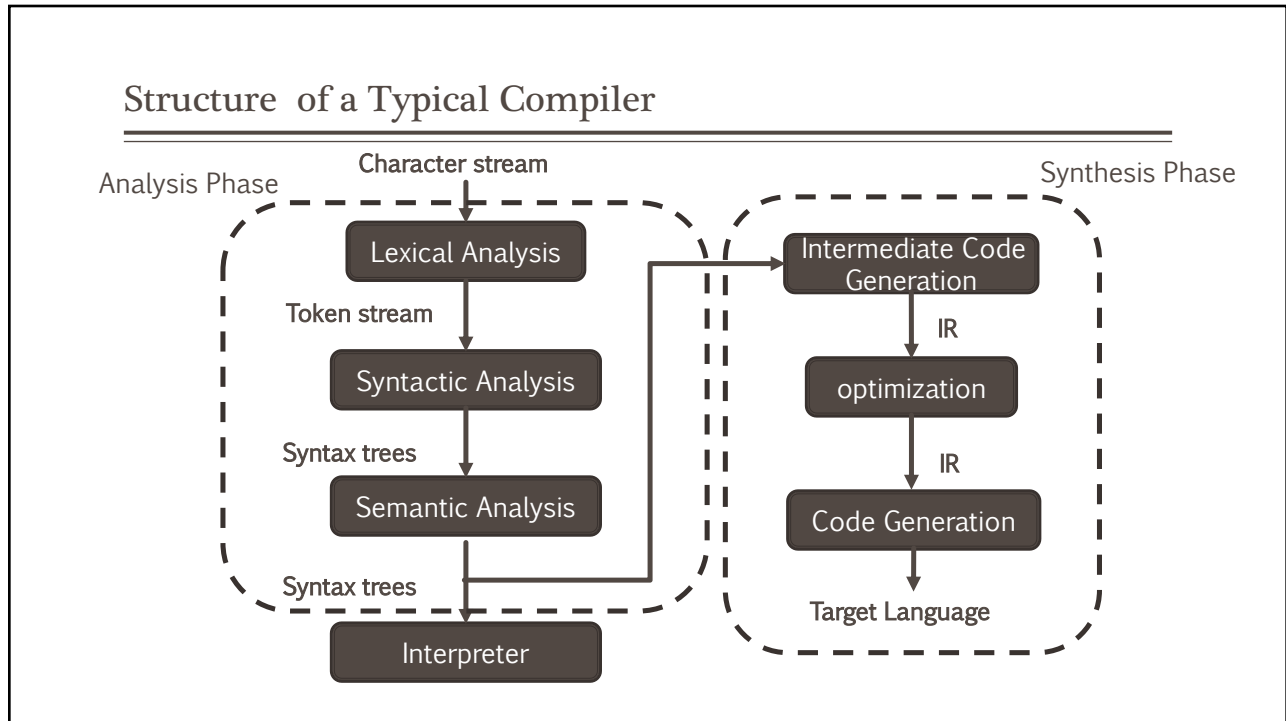 Structure of a Typical Compiler
Analysis Phase
Character stream
Lexical Analysis
Token stream
Syntactic Analysis
Syntax trees
Semantic Analysis
Syntax trees
Interpreter
Synthesis Phase
Intermediate Code
Generation
IR
optimization
IR
Code Generation
Target Language